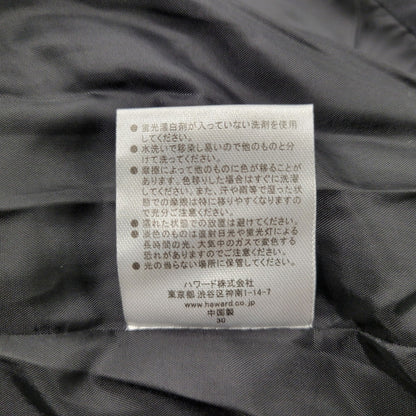 ●蛍光漂白剤が入っていない洗剤を使用
してください。
●水洗いで移染し易いので他のものと分
けて洗ってください。
●摩擦によって他のものに色が移ることが
あります。色移りした場合はすぐに洗濯
してください。また、汗や雨等で湿った状
態での摩擦は特に移りやすくなりますの
で充分ご注意ください。
●濡れた状態での放置は避けてください。
●淡色のものは直射日光や蛍光灯による
長時間の光、大気中のガスで変色する
恐れがありますのでご注意ください。
●光の当らない場所に保管してください。
ハワード株式会社
東京都渋谷区神南1-14-7
www.haward.co.jp
中国製
30